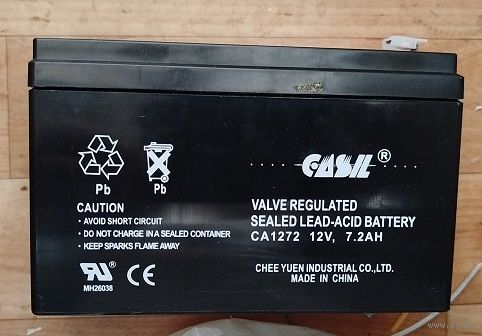 Pb
Pb
CASIL®
CAUTION
• AVOID SHORT CIRCUIT
• DO NOT CHARGE IN A SEALED CONTAINER
• KEEP SPARKS FLAME AWAY
VALVE REGULATED
SEALED LEAD-ACID BATTERY
CA1272 12V, 7.2AH
RU® CE
MH26038
CHEE YUEN INDUSTRIAL CO.,LTD.
MADE IN CHINA